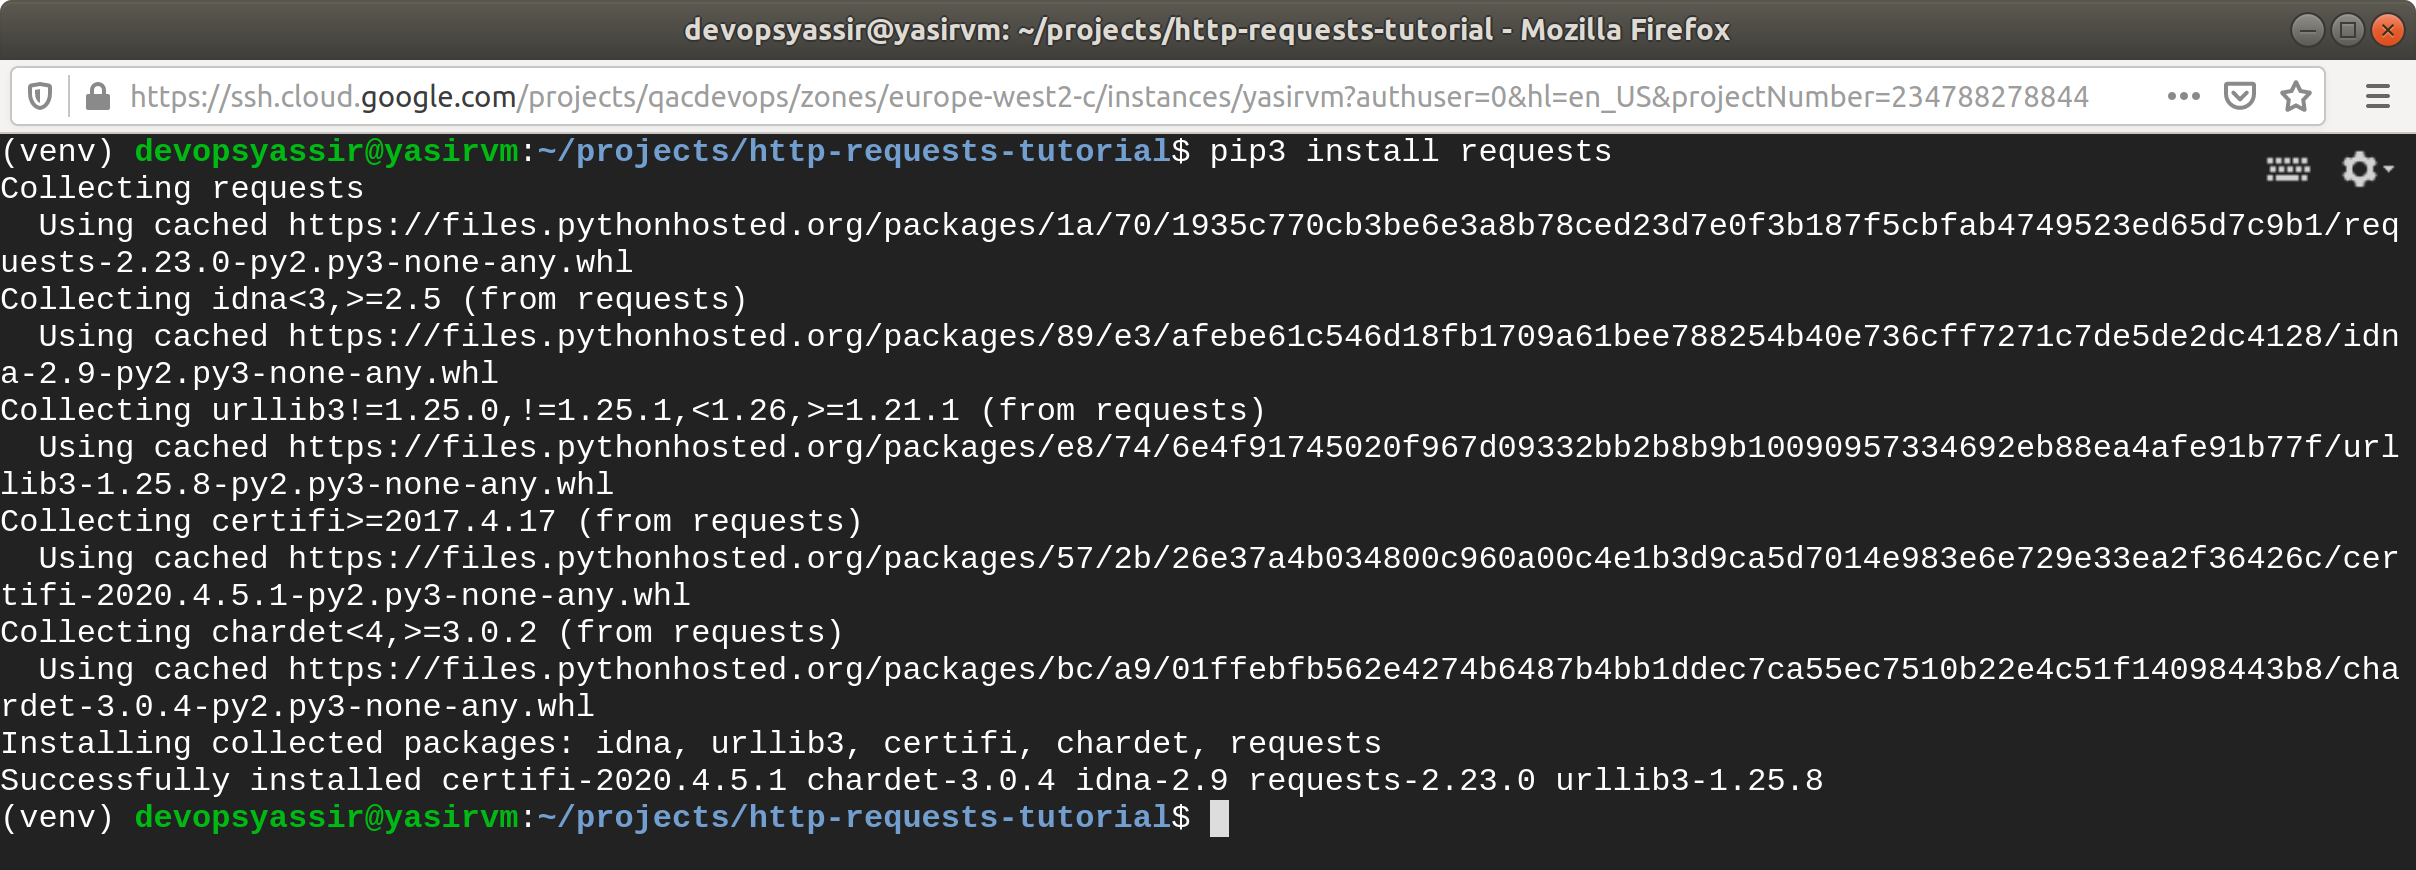 devopsyassir@yasirvm: ~/projects/http-requests-tutorial - Mozilla Firefox
https://ssh.cloud.google.com/projects/qacdevops/zones/europe-west2-c/instances/yasirvm?authuser=0&hl=en_US&projectNumber=234788278844
(venv) devopsyassir@yasirvm:~/projects/http-requests-tutorial$ pip3 install requests
Collecting requests
  Using cached https://files.pythonhosted.org/packages/1a/70/1935c770cb3be6e3a8b78ced23d7e0f3b187f5cbfab4749523ed65d7c9b1/req
uests-2.23.0-py2.py3-none-any.whl
Collecting idna<3,>=2.5 (from requests)
  Using cached https://files.pythonhosted.org/packages/89/e3/afebe61c546d18fb1709a61bee788254b40e736cff7271c7de5de2dc4128/idn
a-2.9-py2.py3-none-any.whl
Collecting urllib3!=1.25.0,!=1.25.1,<1.26,>=1.21.1 (from requests)
  Using cached https://files.pythonhosted.org/packages/e8/74/6e4f91745020f967d09332bb2b8b9b10090957334692eb88ea4afe91b77f/url
lib3-1.25.8-py2.py3-none-any.whl
Collecting certifi>=2017.4.17 (from requests)
  Using cached https://files.pythonhosted.org/packages/57/2b/26e37a4b034800c960a00c4e1b3d9ca5d7014e983e6e729e33ea2f36426c/cer
tifi-2020.4.5.1-py2.py3-none-any.whl
Collecting chardet<4,>=3.0.2 (from requests)
  Using cached https://files.pythonhosted.org/packages/bc/a9/01ffebfb562e4274b6487b4bb1ddec7ca55ec7510b22e4c51f14098443b8/cha
rdet-3.0.4-py2.py3-none-any.whl
Installing collected packages: idna, urllib3, certifi, chardet, requests
Successfully installed certifi-2020.4.5.1 chardet-3.0.4 idna-2.9 requests-2.23.0 urllib3-1.25.8
(venv) devopsyassir@yasirvm:~/projects/http-requests-tutorial$